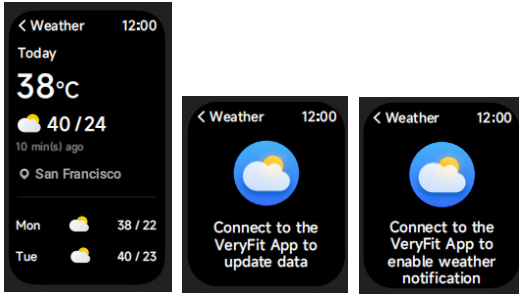 Weather 12:00
Today
38°C
40 / 24
10 min(s) ago
San Francisco
Mon 38 / 22
Tue 40 / 23
Weather 12:00
Connect to the
VeryFit App to
update data
Weather 12:00
Connect to the
VeryFit App to
enable weather
notification